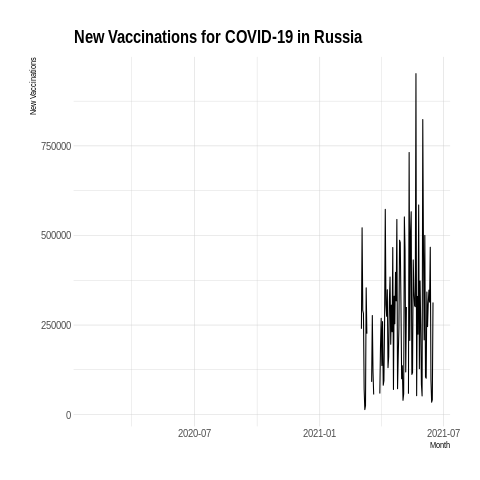 New Vaccinations for COVID-19 in Russia
New Vaccinations
750000
500000
250000
0
2020-07
2021-01
2021-07
Month